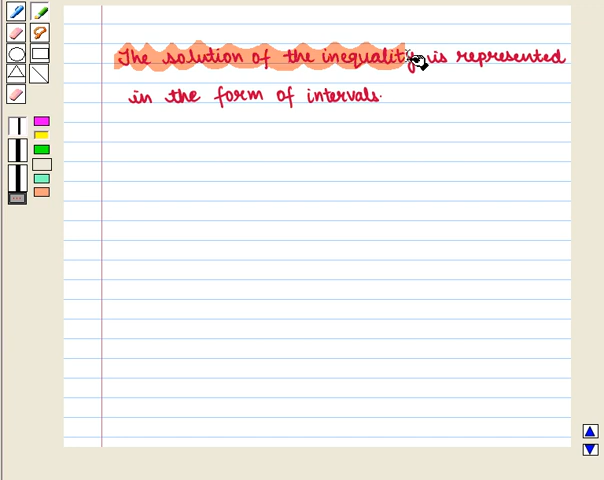 The solution of the inequality is represented
in the form of intervals.